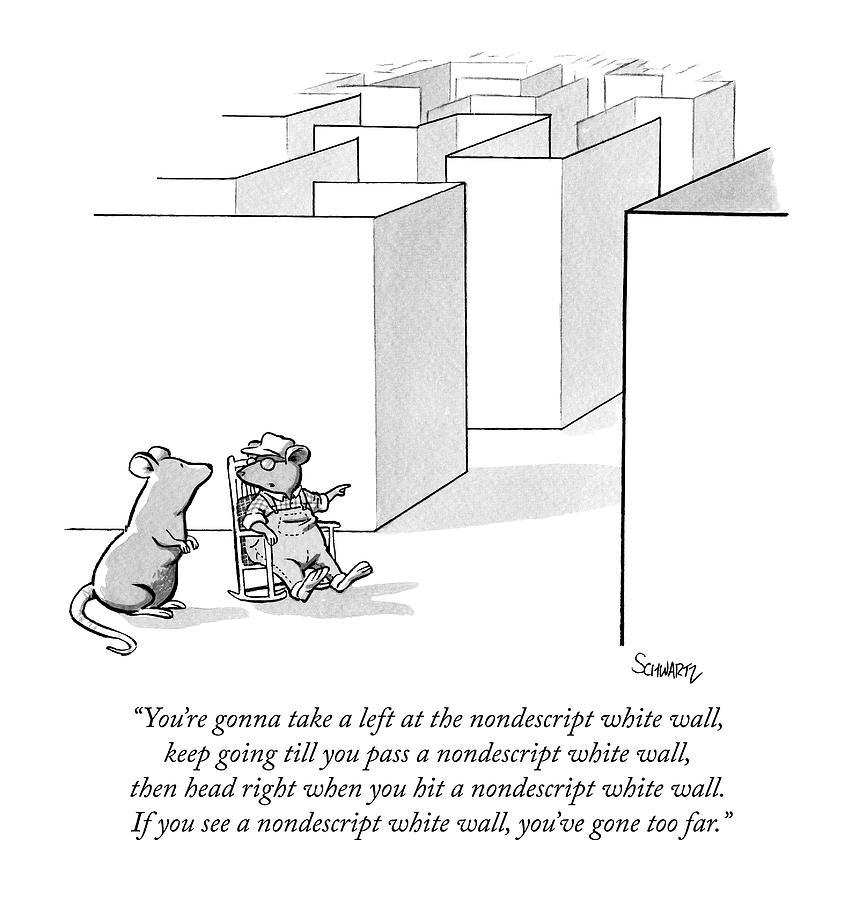 SCHWARTZ
“You’re gonna take a left at the nondescript white wall,
keep going till you pass a nondescript white wall,
then head right when you hit a nondescript white wall.
If you see a nondescript white wall, you’ve gone too far.”